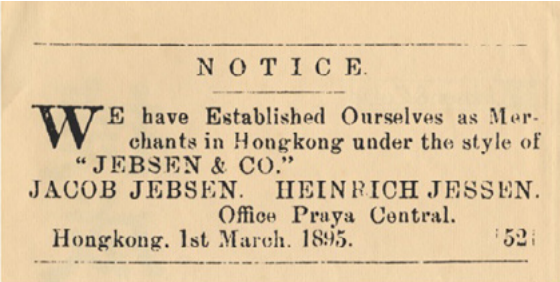 NOTICE.
WE have Established Ourselves as Mer-
chants in Hongkong under the style of
"JEBSEN & CO."
JACOB JEBSEN. HEINRICH JESSEN.
Office Praya Central.
Hongkong, 1st March, 1895. [52]